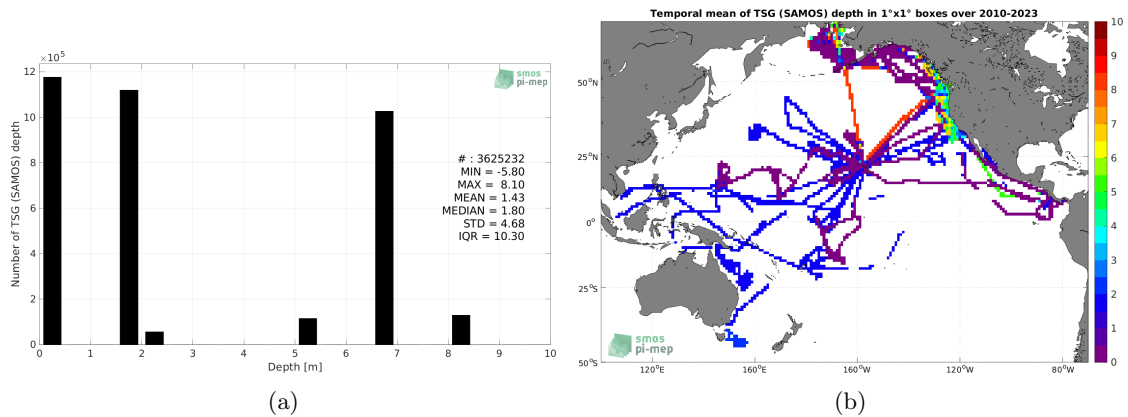 ×10⁵
12
10
8
6
4
2
0
Number of TSG (SAMOS) depth
0 1 2 3 4 5 6 7 8 9 10
Depth [m]
smos
pi-mep
# : 3625232
MIN = -5.80
MAX = 8.10
MEAN = 1.43
MEDIAN = 1.80
STD = 4.68
IQR = 10.30
(a)
Temporal mean of TSG (SAMOS) depth in 1°x1° boxes over 2010-2023
50°N
25°N
0°
25°S
50°S
120°E 160°E 160°W 120°W 80°W
smos
pi-mep
10
9
8
7
6
5
4
3
2
1
0
(b)